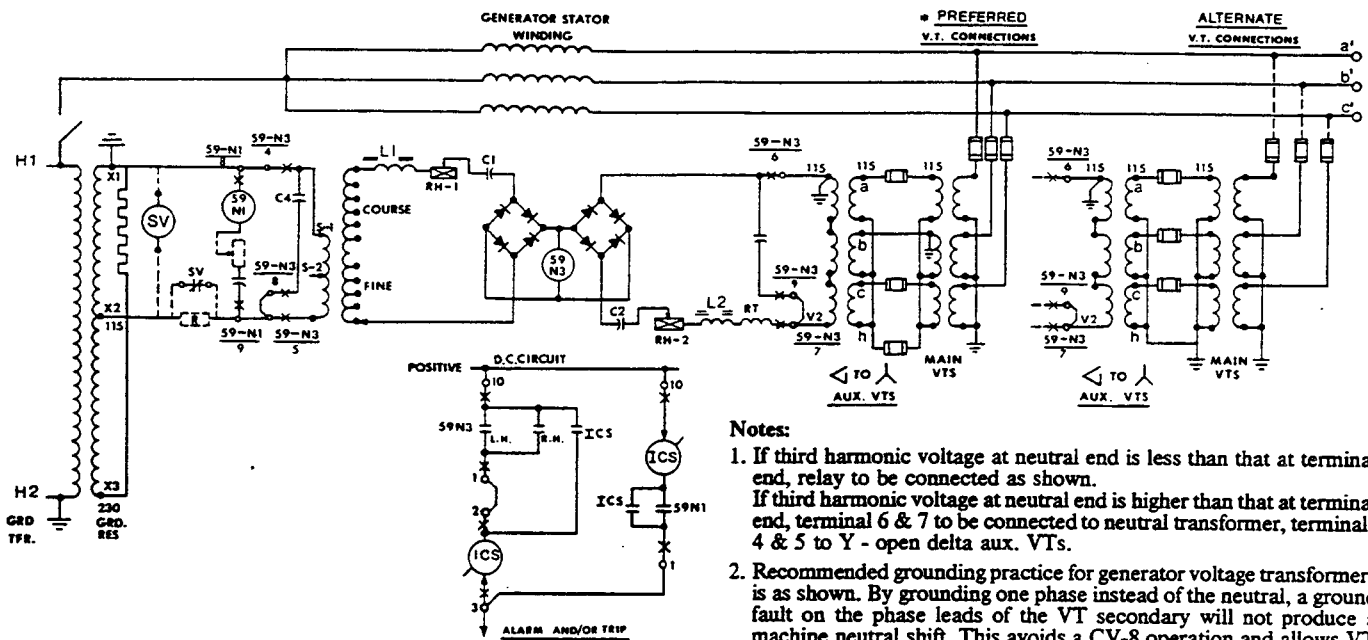 GENERATOR STATOR
WINDING
* PREFERRED
V.T. CONNECTIONS
ALTERNATE
V.T. CONNECTIONS
a'
b'
c'
H1
X1
SV
59-N1
8
59-N3
4
59
N1
C4
S-1
S-2
L1
RH-1
C1
COURSE
FINE
59
N3
59-N3
6
115
a
115
59-N3
6
115
a
115
SV
R
59-N3
8
X2
115
59-N1
9
59-N3
5
C2
RH-2
L2
RT
59-N3
9
V2
59-N3
7
b
c
h
MAIN
VTS
TO
AUX. VTS
59-N3
9
V2
59-N3
7
b
c
h
MAIN
VTS
TO
AUX. VTS
H2
GRD
TFR.
X3
230
GRD.
RES
POSITIVE
D.C. CIRCUIT
10
10
59N3
L.H.
R.H.
ICS
ICS
1
2
ICS
59N1
ICS
1
3
ALARM AND/OR TRIP
Notes:
1. If third harmonic voltage at neutral end is less than that at termina
end, relay to be connected as shown.
If third harmonic voltage at neutral end is higher than that at termina
end, terminal 6 & 7 to be connected to neutral transformer, terminal
4 & 5 to Y - open delta aux. VTs.
2. Recommended grounding practice for generator voltage transformer
is as shown. By grounding one phase instead of the neutral, a groun
fault on the phase leads of the VT secondary will not produce
machine neutral shift. This avoids a CV-8 operation and allows V